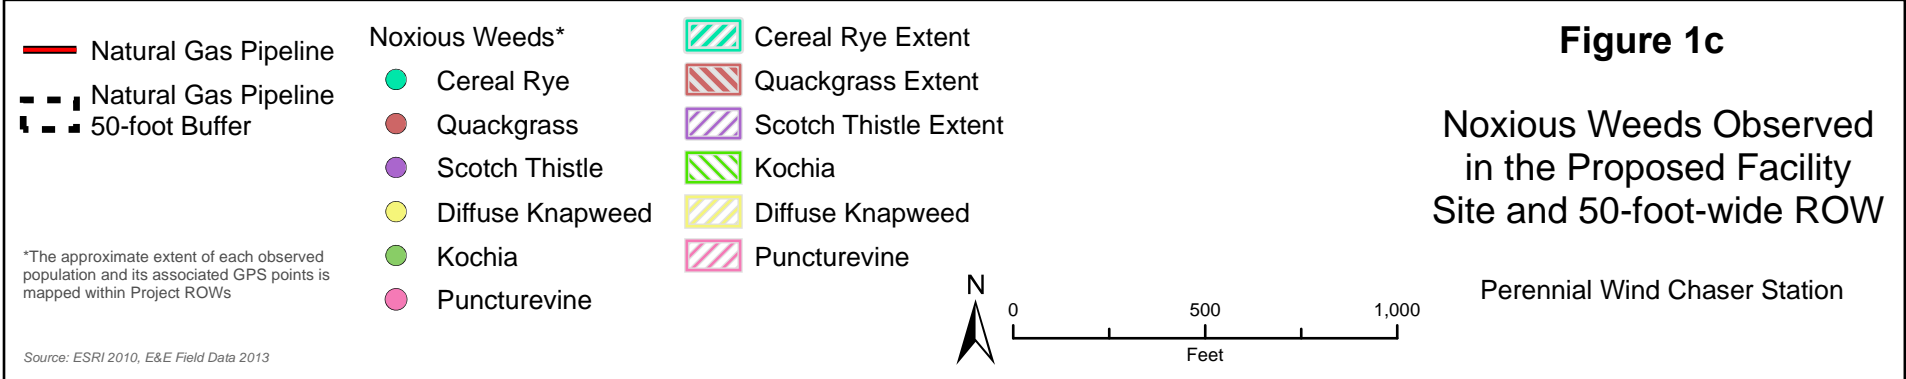 Natural Gas Pipeline
Natural Gas Pipeline
50-foot Buffer
*The approximate extent of each observed
population and its associated GPS points is
mapped within Project ROWs
Source: ESRI 2010, E&E Field Data 2013
Noxious Weeds*
Cereal Rye
Quackgrass
Scotch Thistle
Diffuse Knapweed
Kochia
Puncturevine
Cereal Rye Extent
Quackgrass Extent
Scotch Thistle Extent
Kochia
Diffuse Knapweed
Puncturevine
N
0 500 1,000
Feet
Figure 1c
Noxious Weeds Observed
in the Proposed Facility
Site and 50-foot-wide ROW
Perennial Wind Chaser Station